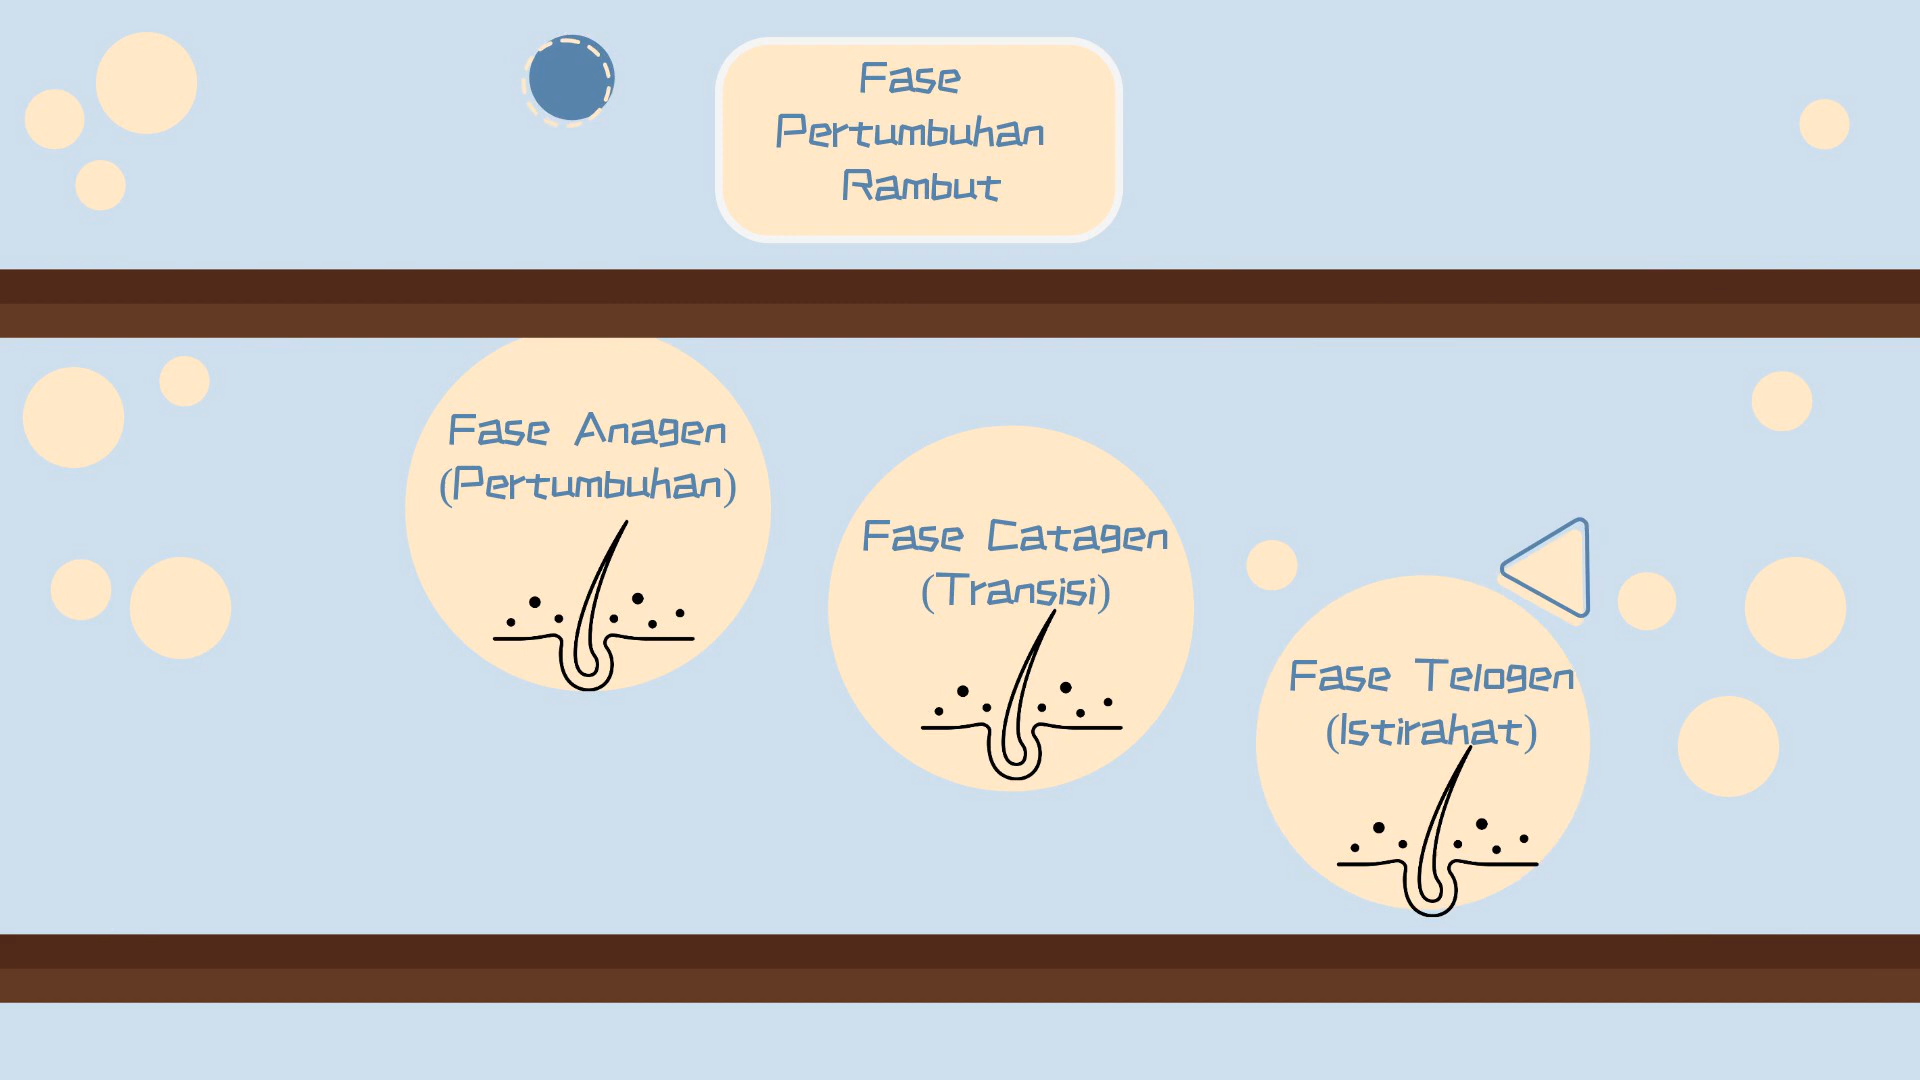 Fase
Pertumbuhan
Rambut
Fase Anagen
(Pertumbuhan)
Fase Catagen
(Transisi)
Fase Telogen
(Istirahat)